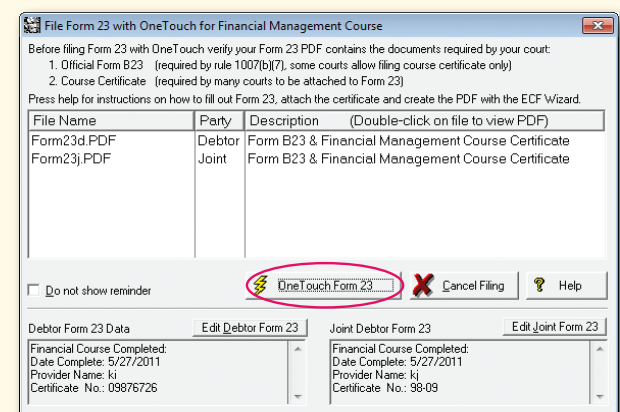 File Form 23 with OneTouch for Financial Management Course
Before filing Form 23 with OneTouch verify your Form 23 PDF contains the documents required by your court:
1. Official Form B23 (required by rule 1007(b)(7), some courts allow filing course certificate only)
2. Course Certificate (required by many courts to be attached to Form 23)
Press help for instructions on how to fill out Form 23, attach the certificate and create the PDF with the ECF Wizard.
File Name Party Description (Double-click on file to view PDF)
Form23d.PDF Debtor Form B23 & Financial Management Course Certificate
Form23j.PDF Joint Form B23 & Financial Management Course Certificate
Do not show reminder OneTouch Form 23 Cancel Filing Help
Debtor Form 23 Data Edit Debtor Form 23 Joint Debtor Form 23 Edit Joint Form 23
Financial Course Completed: Financial Course Completed:
Date Complete: 5/27/2011 Date Complete: 5/27/2011
Provider Name: ki Provider Name: kj
Certificate No.: 09876726 Certificate No.: 98-09